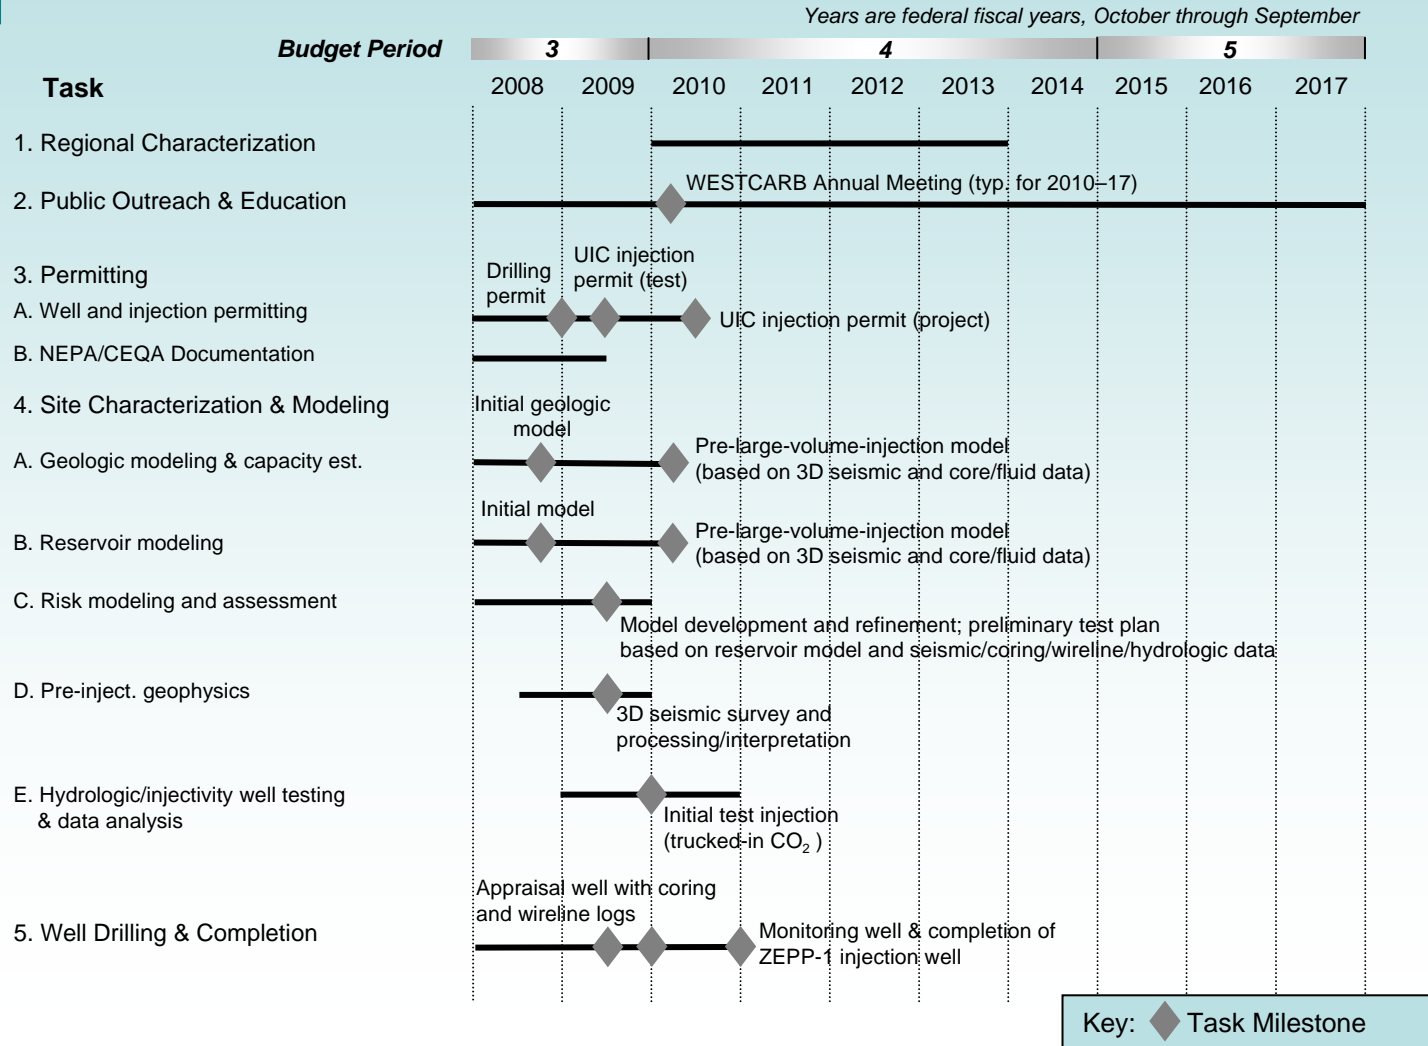 Years are federal fiscal years, October through September
Budget Period 3 4 5
Task 2008 2009 2010 2011 2012 2013 2014 2015 2016 2017
1. Regional Characterization
WESTCARB Annual Meeting (typ. for 2010–17)
2. Public Outreach & Education
3. Permitting
Drilling
permit
UIC injection
permit (test)
A. Well and injection permitting
UIC injection permit (project)
B. NEPA/CEQA Documentation
4. Site Characterization & Modeling
Initial geologic
model
A. Geologic modeling & capacity est.
Pre-large-volume-injection model
(based on 3D seismic and core/fluid data)
Initial model
B. Reservoir modeling
Pre-large-volume-injection model
(based on 3D seismic and core/fluid data)
C. Risk modeling and assessment
Model development and refinement; preliminary test plan
based on reservoir model and seismic/coring/wireline/hydrologic data
D. Pre-inject. geophysics
3D seismic survey and
processing/interpretation
E. Hydrologic/injectivity well testing
& data analysis
Initial test injection
(trucked-in CO₂ )
Appraisal well with coring
and wireline logs
5. Well Drilling & Completion
Monitoring well & completion of
ZEPP-1 injection well
Key: Task Milestone